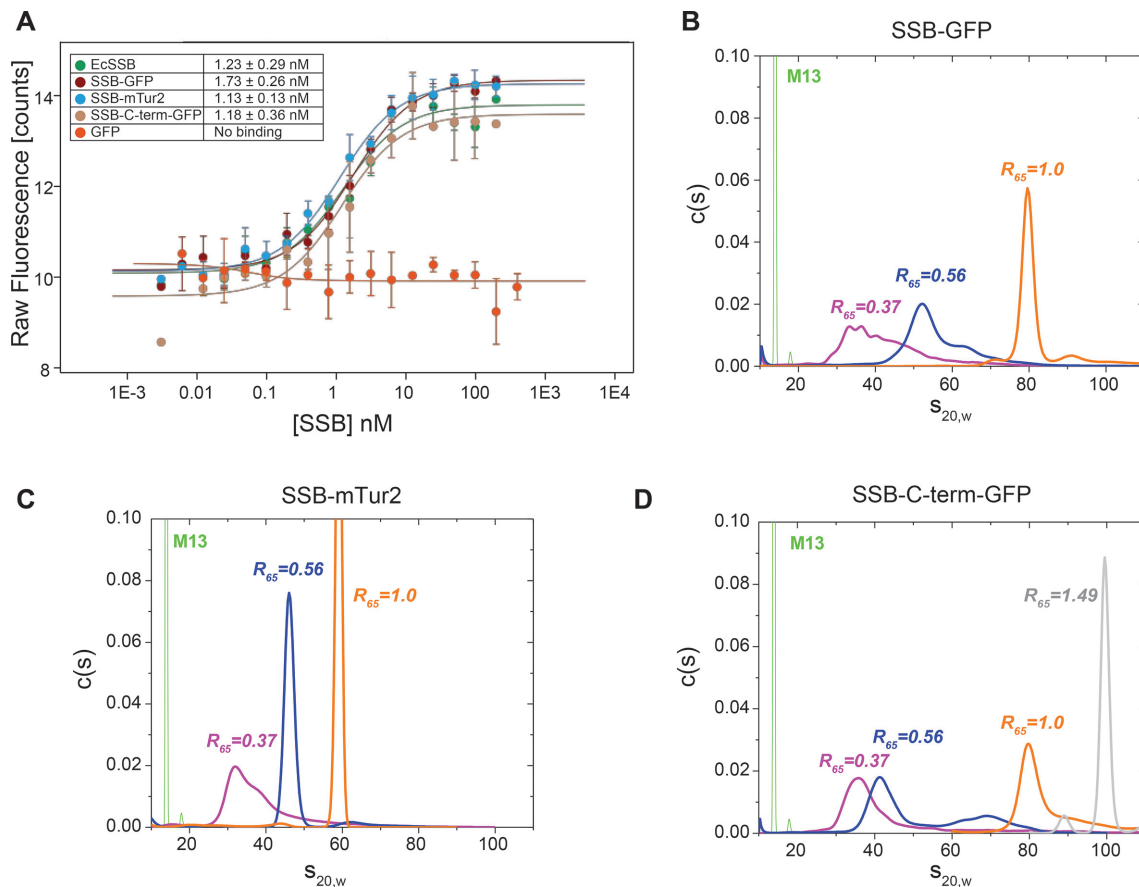 A
EcSSB 1.23 ± 0.29 nM
SSB-GFP 1.73 ± 0.26 nM
SSB-mTur2 1.13 ± 0.13 nM
SSB-C-term-GFP 1.18 ± 0.36 nM
GFP No binding
Raw Fluorescence [counts]
14
12
10
8
1E-3 0.01 0.1 1 10 100 1E3 1E4
[SSB] nM
B
SSB-GFP
M13
R65=1.0
R65=0.56
R65=0.37
c(s)
0.10
0.08
0.06
0.04
0.02
0.00
20 40 60 80 100
s20,w
C
SSB-mTur2
M13
R65=0.56
R65=1.0
R65=0.37
c(s)
0.10
0.08
0.06
0.04
0.02
0.00
20 40 60 80 100
s20,w
D
SSB-C-term-GFP
M13
R65=1.49
R65=1.0
R65=0.56
R65=0.37
c(s)
0.10
0.08
0.06
0.04
0.02
0.00
20 40 60 80 100
s20,w